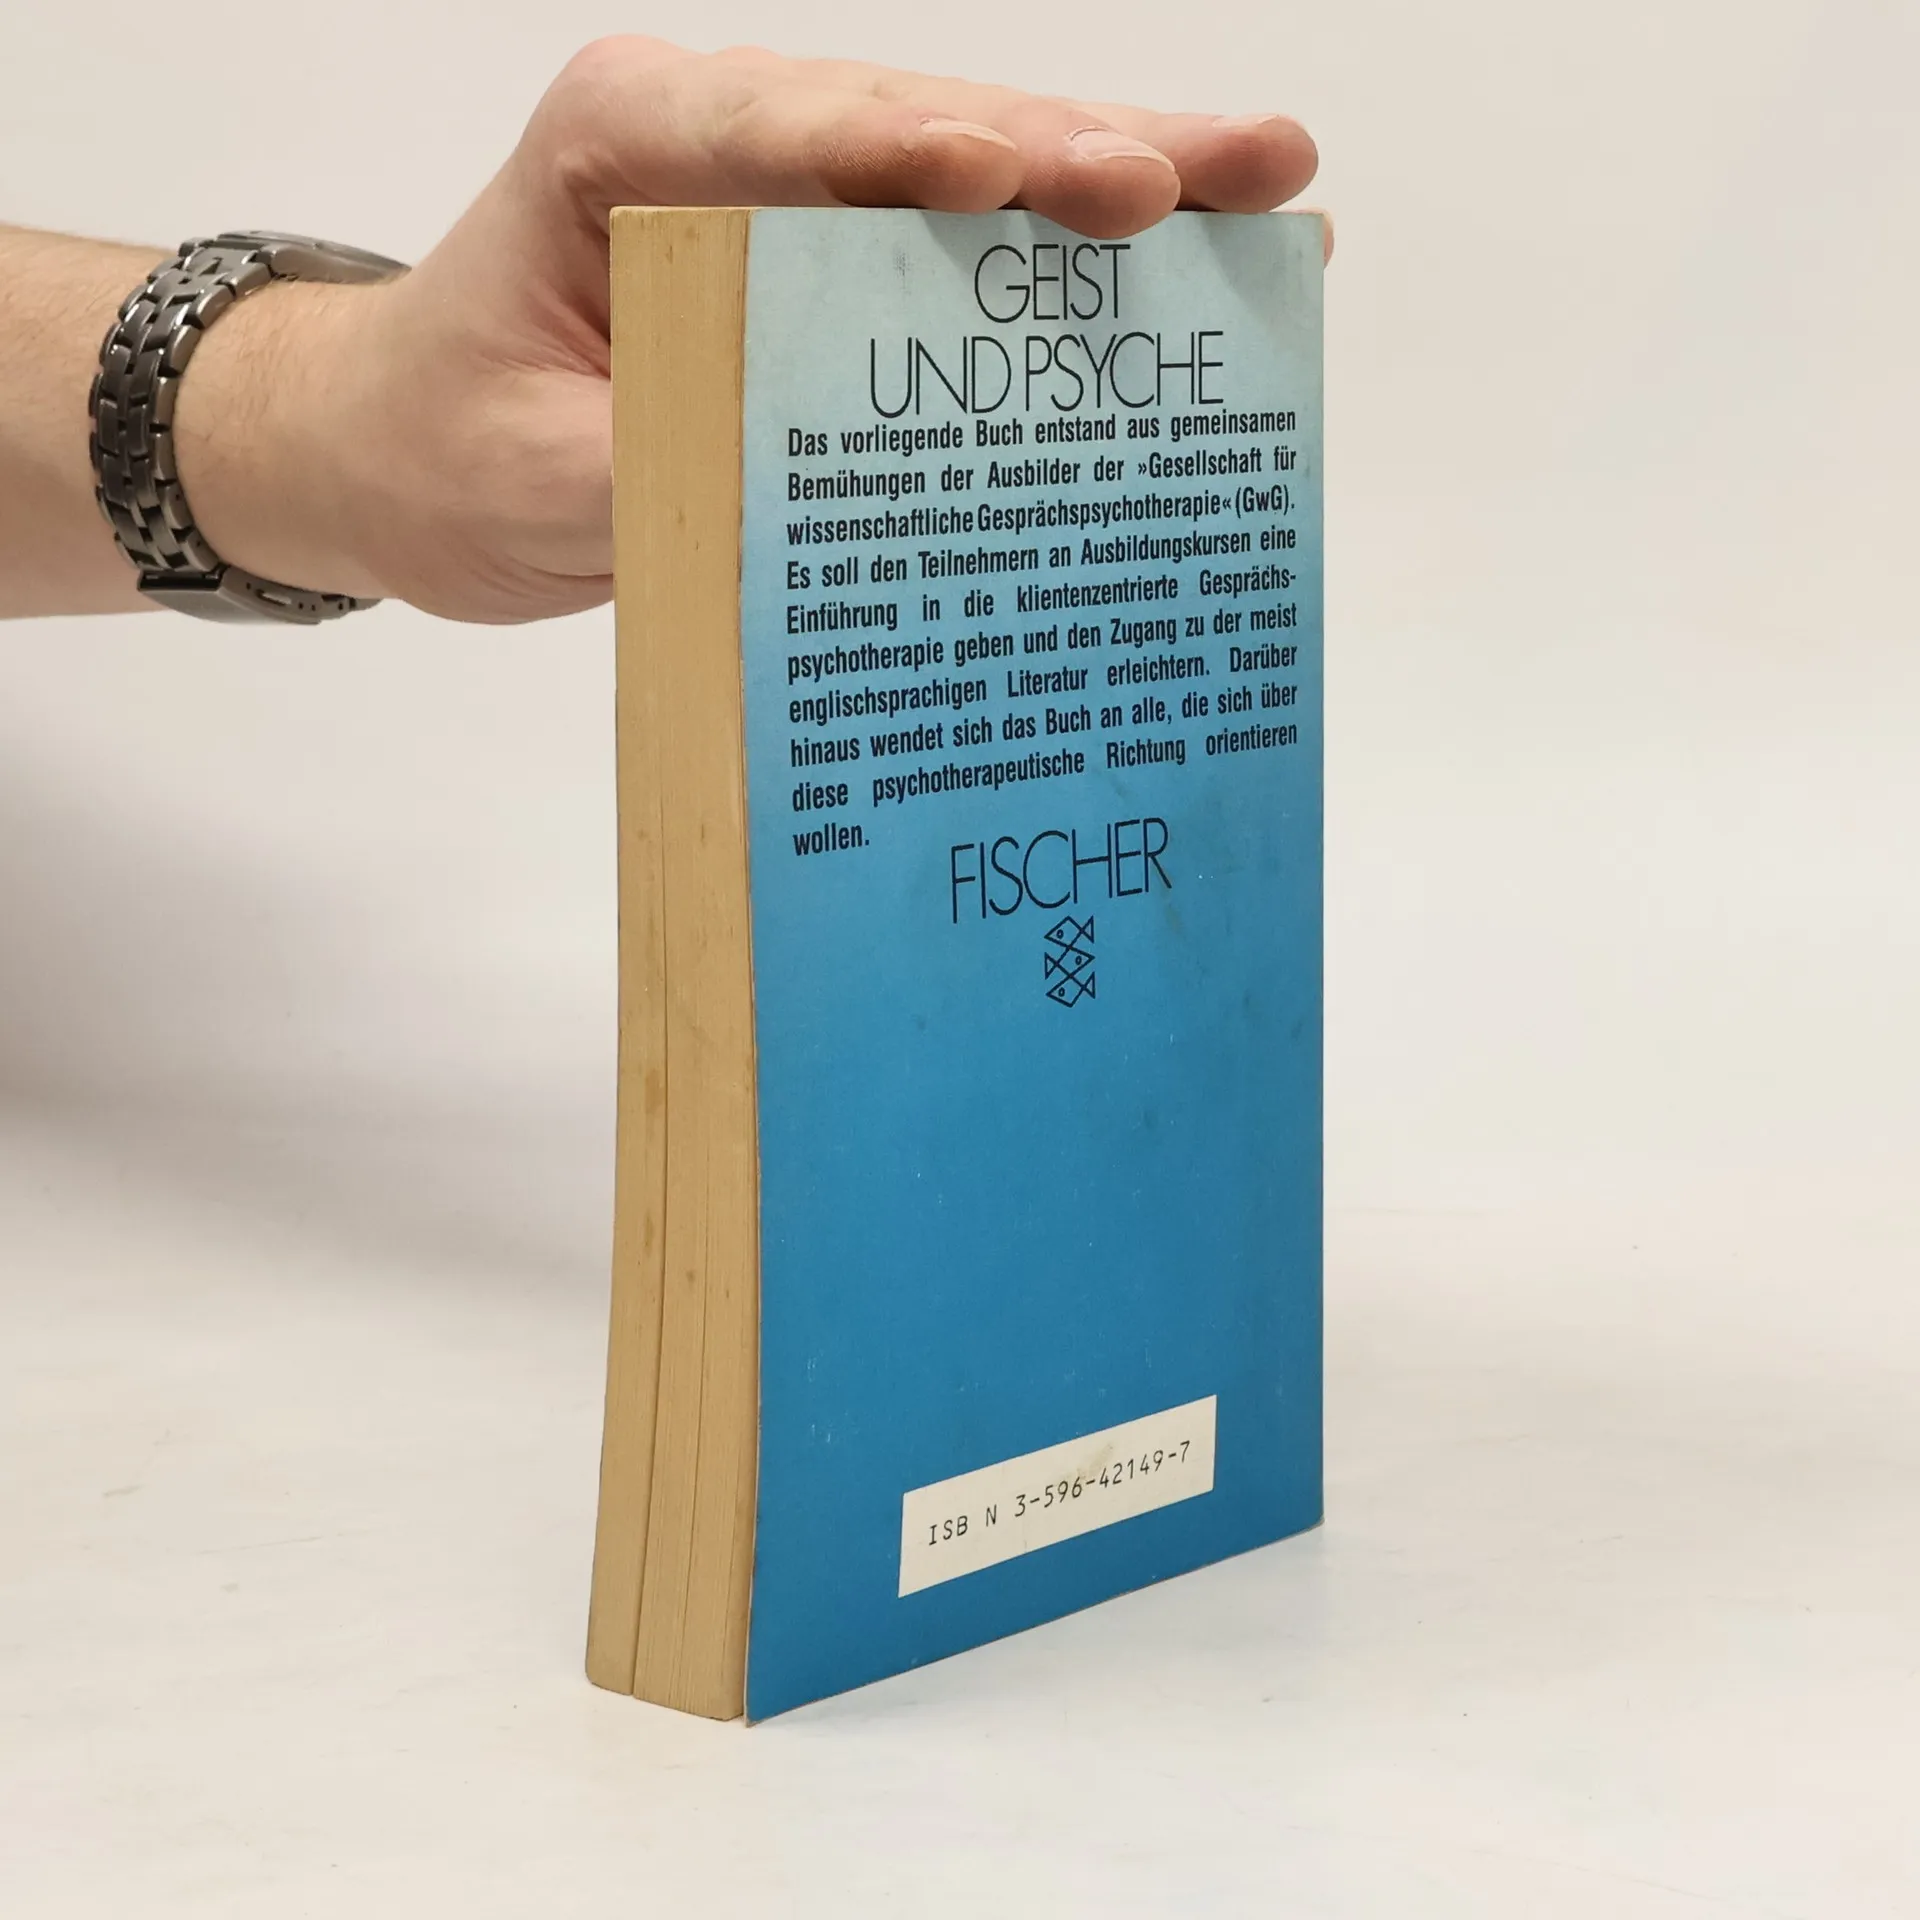 GEIST
UND PSYCHE
Das vorliegende Buch entstand aus gemeinsamen
Bemühungen der Ausbilder der »Gesellschaft für
wissenschaftliche Gesprächspsychotherapie« (GwG).
Es soll den Teilnehmern an Ausbildungskursen eine
Einführung in die klientenzentrierte Gesprächs-
psychotherapie geben und den Zugang zu der meist
englischsprachigen Literatur erleichtern. Darüber
hinaus wendet sich das Buch an alle, die sich über
diese psychotherapeutische Richtung orientieren
wollen.
FISCHER
ISB N 3-596-42149-7